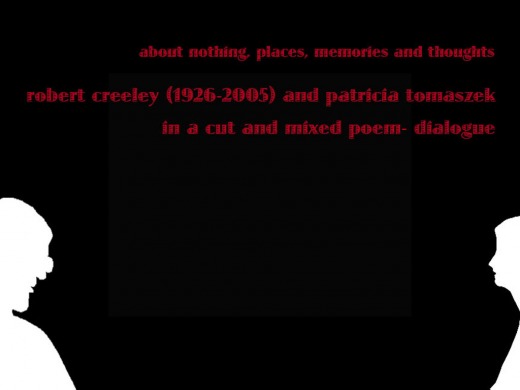 about nothing. places, memories and thoughts
robert creeley (1926-2005) and patricia tomaszek
in a cut and mixed poem- dialogue